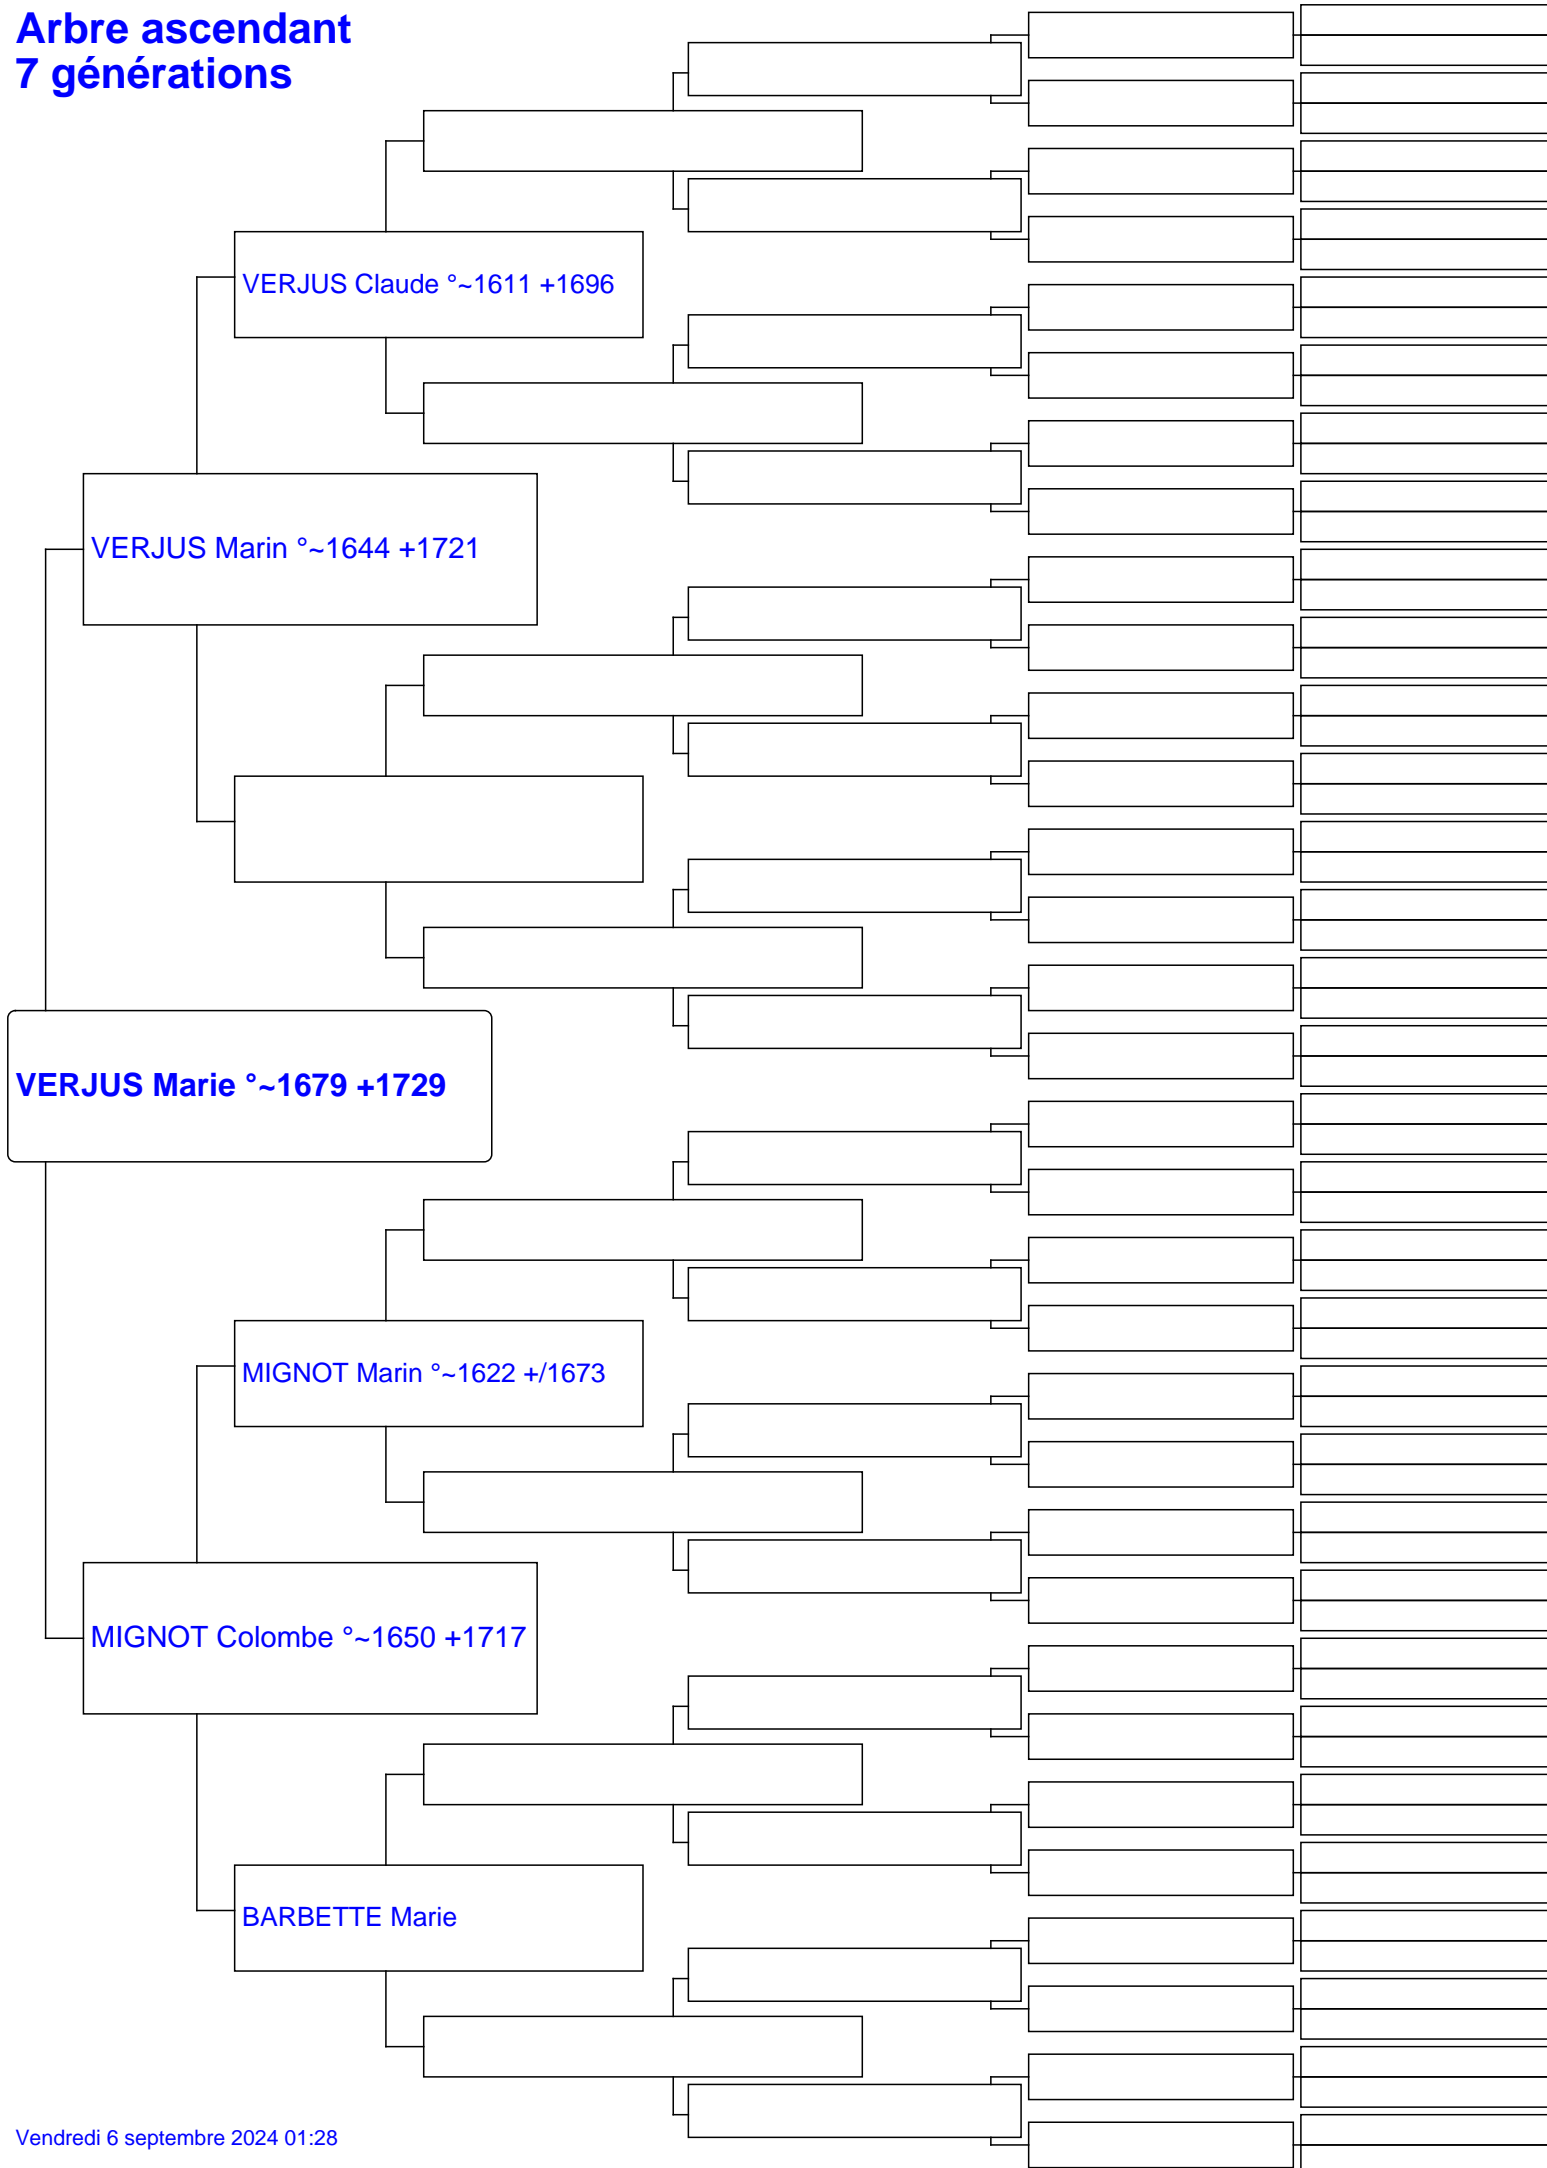 Arbre ascendant
7 générations
VERJUS Claude °~1611 +1696
VERJUS Marin °~1644 +1721
VERJUS Marie °~1679 +1729
MIGNOT Marin °~1622 +/1673
MIGNOT Colombe °~1650 +1717
BARBETTE Marie
Vendredi 6 septembre 2024 01:28